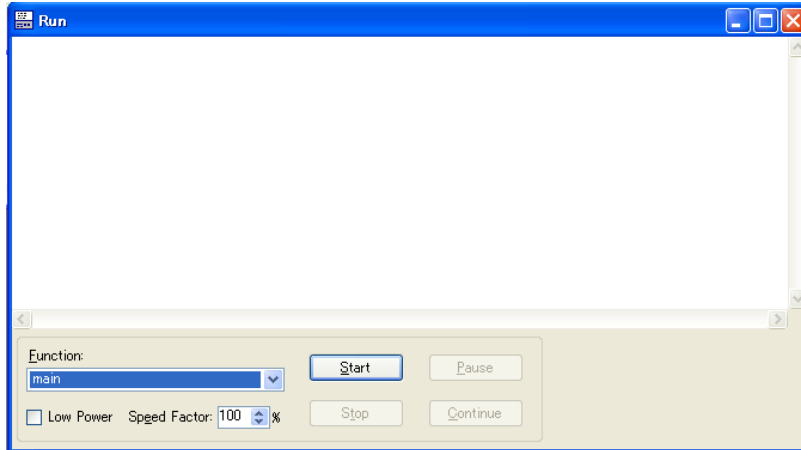 Run
Function:
main
Start
Pause
Low Power
Speed Factor:
100
%
Stop
Continue